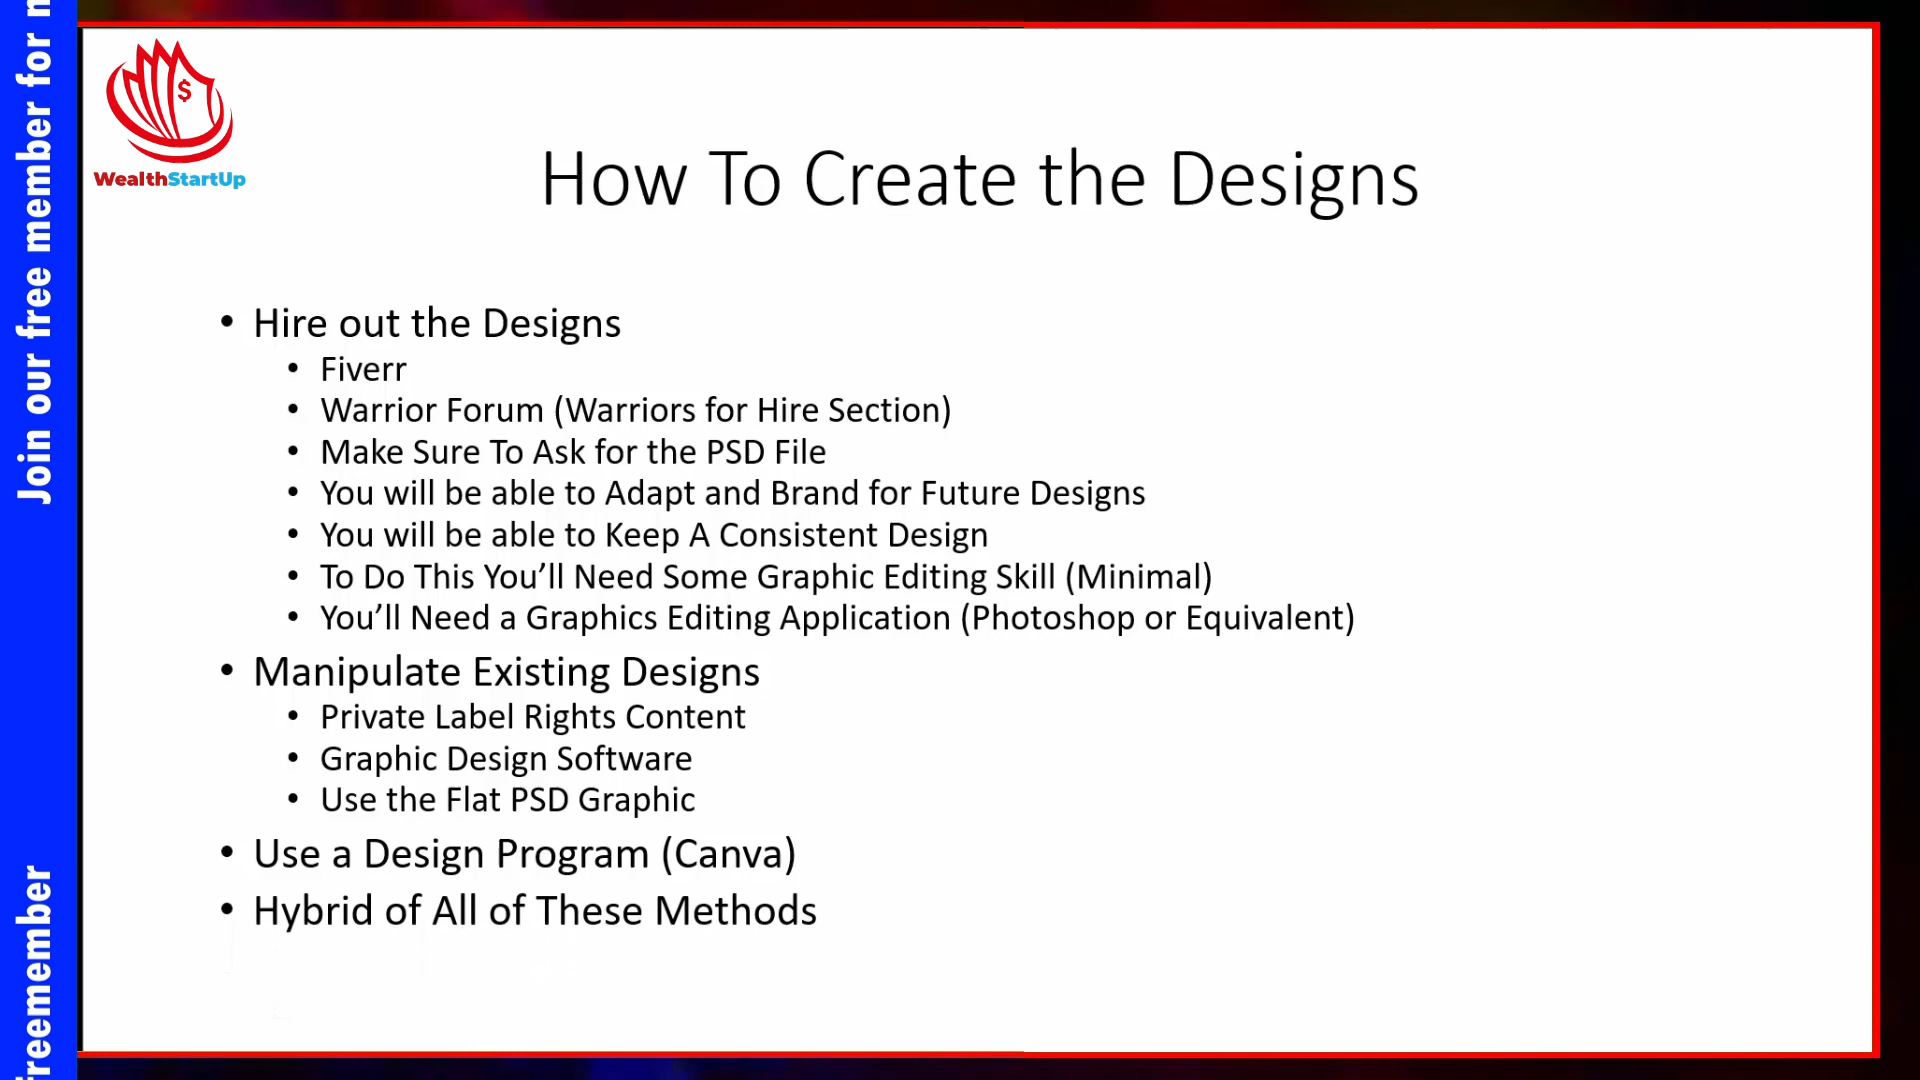 Join our free member for
freemember
$
WealthStartUp
How To Create the Designs
• Hire out the Designs
• Fiverr
• Warrior Forum (Warriors for Hire Section)
• Make Sure To Ask for the PSD File
• You will be able to Adapt and Brand for Future Designs
• You will be able to Keep A Consistent Design
• To Do This You’ll Need Some Graphic Editing Skill (Minimal)
• You’ll Need a Graphics Editing Application (Photoshop or Equivalent)
• Manipulate Existing Designs
• Private Label Rights Content
• Graphic Design Software
• Use the Flat PSD Graphic
• Use a Design Program (Canva)
• Hybrid of All of These Methods